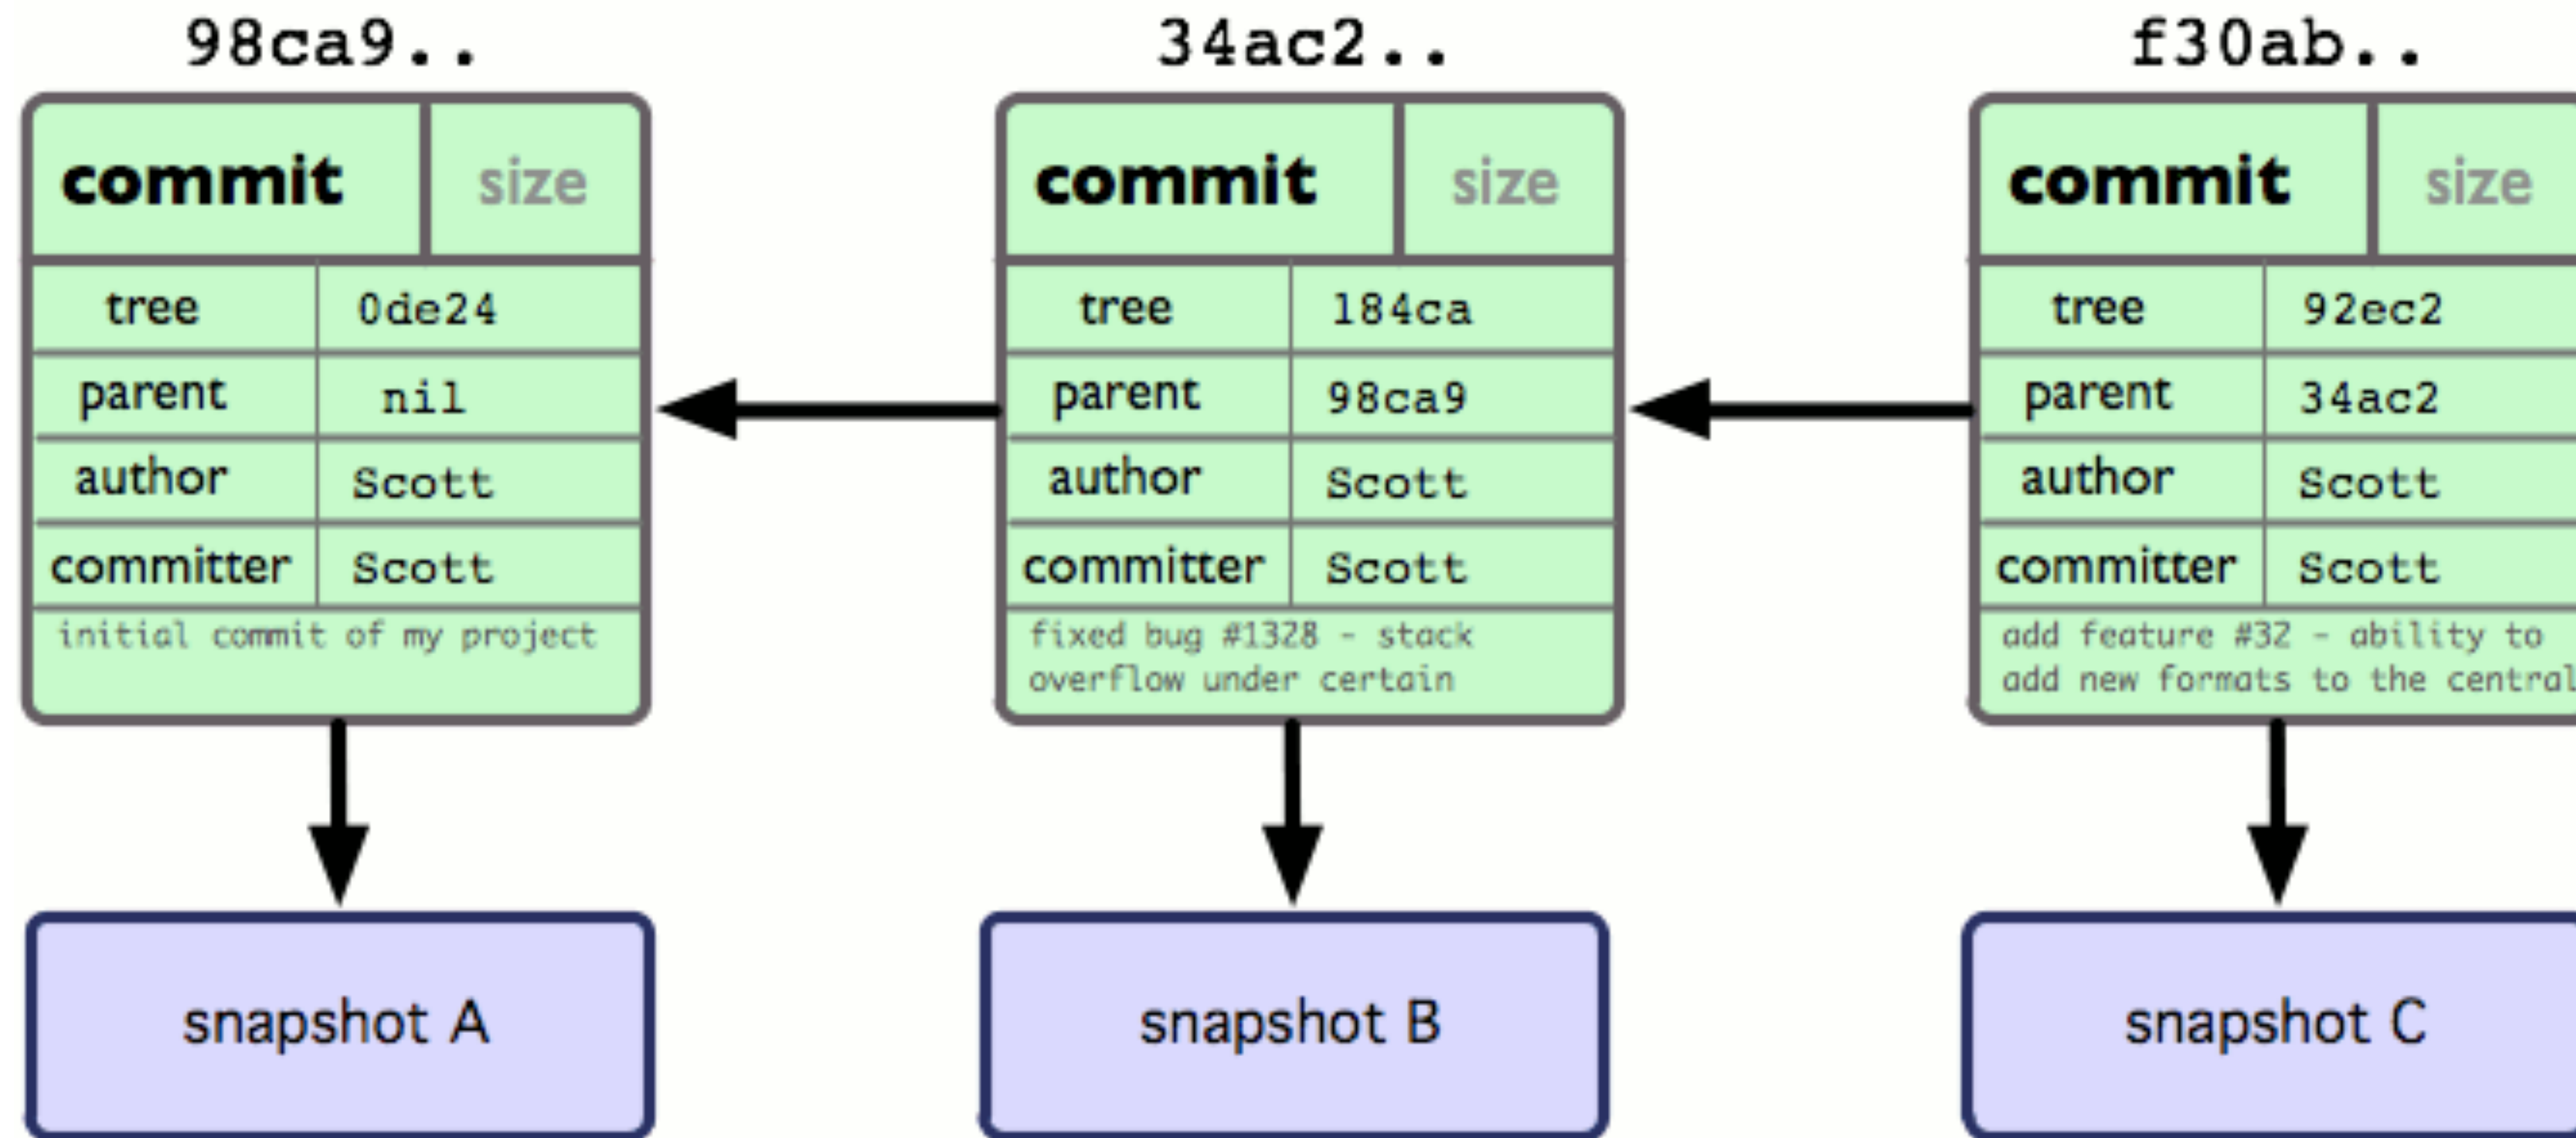 98ca9..
commit size
tree 0de24
parent nil
author Scott
committer Scott
initial commit of my project
snapshot A
34ac2..
commit size
tree 184ca
parent 98ca9
author Scott
committer Scott
fixed bug #1328 - stack
overflow under certain
snapshot B
f30ab..
commit size
tree 92ec2
parent 34ac2
author Scott
committer Scott
add feature #32 - ability to
add new formats to the central
snapshot C